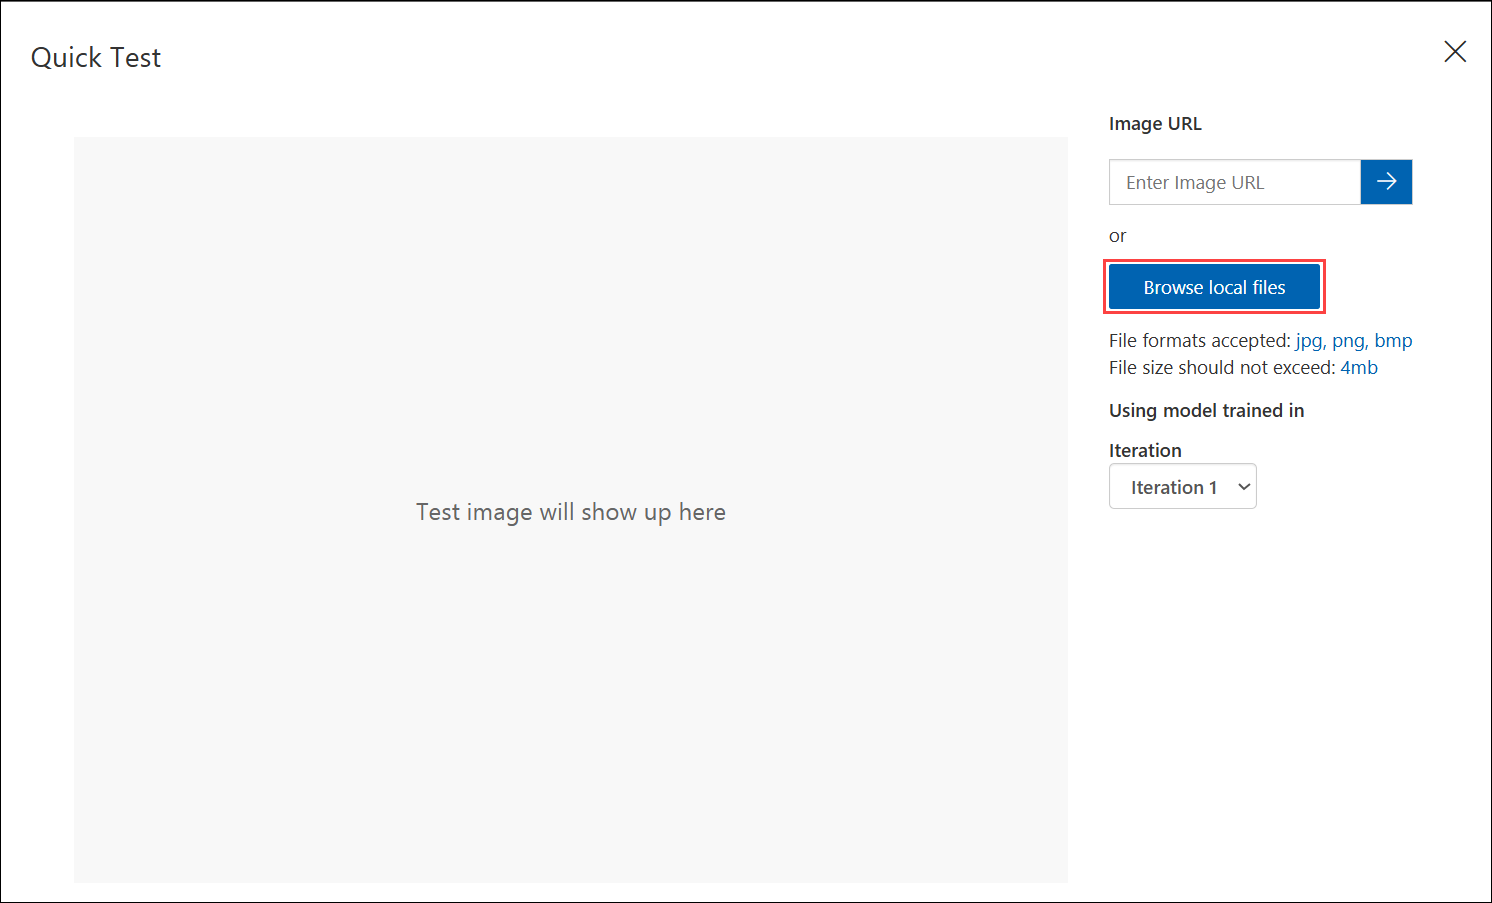 Quick Test
Image URL
Enter Image URL
or
Browse local files
File formats accepted: jpg, png, bmp
File size should not exceed: 4mb
Using model trained in
Iteration
Iteration 1
Test image will show up here